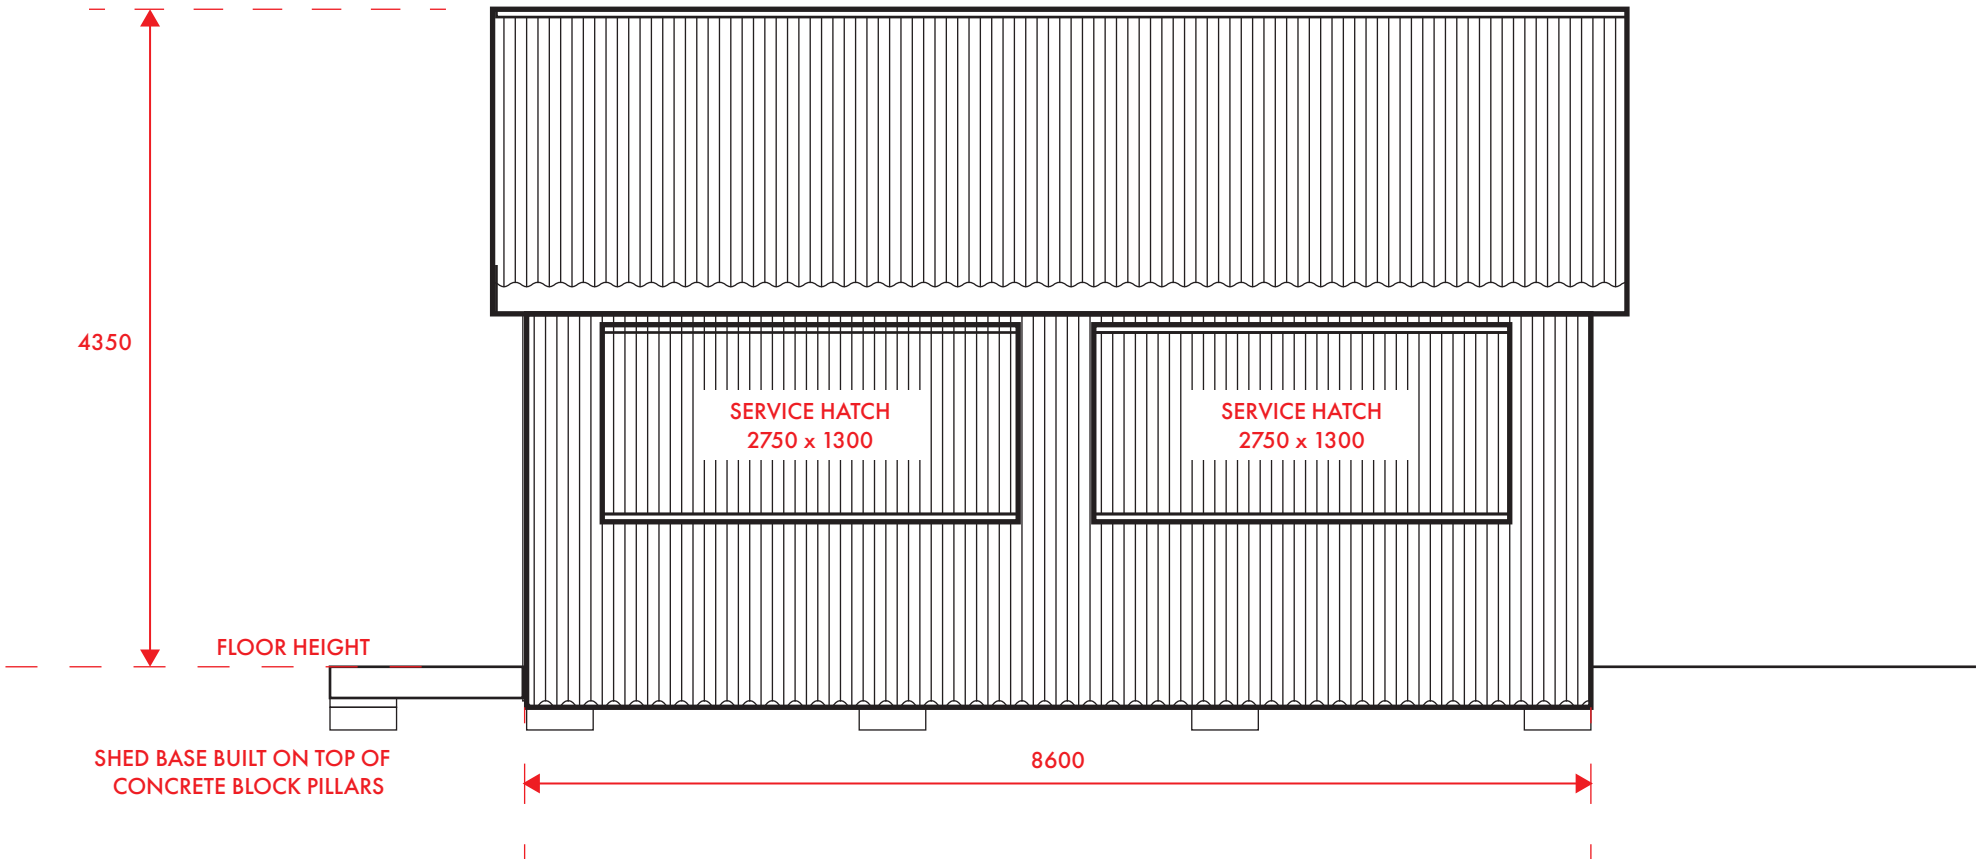 4350
SERVICE HATCH
2750 x 1300
SERVICE HATCH
2750 x 1300
FLOOR HEIGHT
SHED BASE BUILT ON TOP OF
CONCRETE BLOCK PILLARS
8600